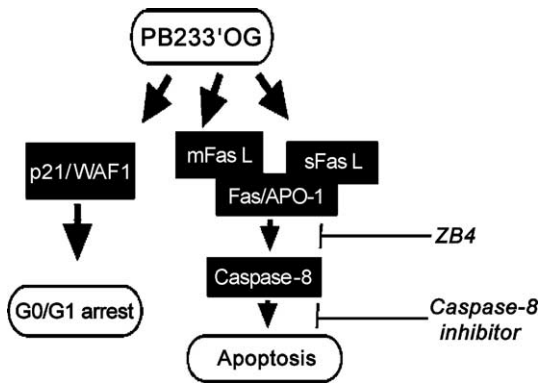 PB233'OG
mFas L
sFas L
p21/WAF1
Fas/APO-1
ZB4
Caspase-8
G0/G1 arrest
Caspase-8
inhibitor
Apoptosis